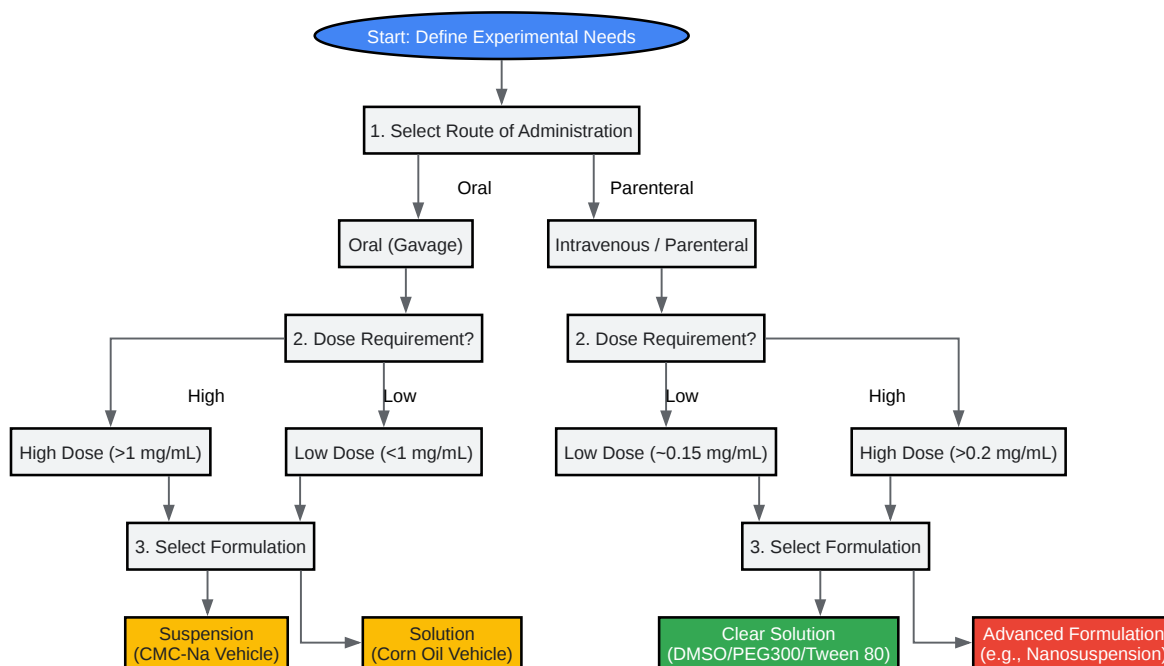 Start: Define Experimental Needs
1. Select Route of Administration
Oral
Parenteral
Oral (Gavage)
Intravenous / Parenteral
2. Dose Requirement?
2. Dose Requirement?
High
Low
Low
High
High Dose (>1 mg/mL)
Low Dose (<1 mg/mL)
Low Dose (~0.15 mg/mL)
High Dose (>0.2 mg/mL)
3. Select Formulation
3. Select Formulation
Suspension
(CMC-Na Vehicle)
Solution
(Corn Oil Vehicle)
Clear Solution
(DMSO/PEG300/Tween 80)
Advanced Formulation
(e.g., Nanosuspension)